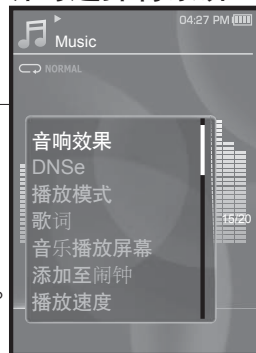 04:27 PM
Music
NORMAL
音响效果
DNSe
播放模式
歌词
15/20
音乐播放屏幕
添加至闹钟
播放速度